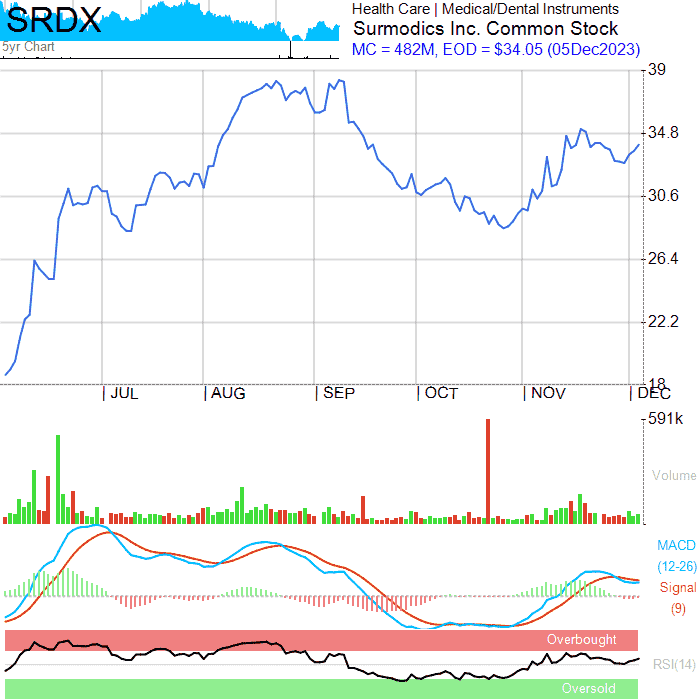 SRDX
5yr Chart
Health Care | Medical/Dental Instruments
Surmodics Inc. Common Stock
MC = 482M, EOD = $34.05 (05Dec2023)
39
34.8
30.6
26.4
22.2
18
| JUL | AUG | SEP | OCT | NOV | DEC
591k
Volume
MACD
(12-26)
Signal
(9)
Overbought
RSI(14)
Oversold